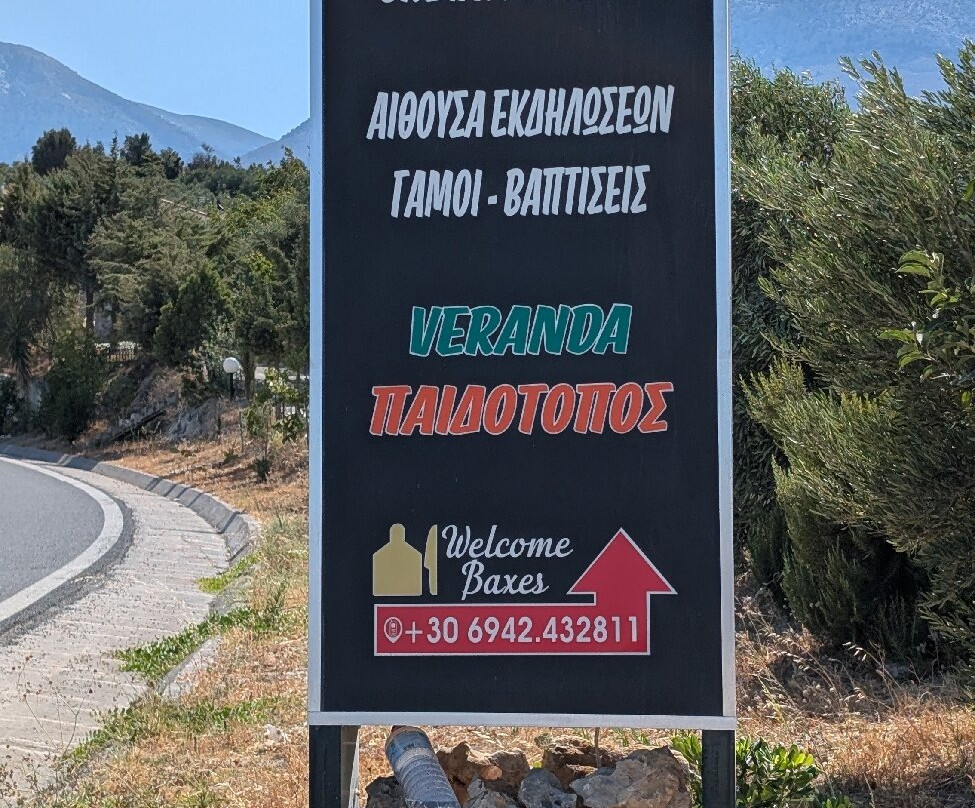 ΑΙΘΟΥΣΑ ΕΚΔΗΛΩΣΕΩΝ
ΓΑΜΟΙ - ΒΑΠΤΙΣΕΙΣ
VERANDA
ΠΑΙΔΟΤΟΠΟΣ
Welcome
Baxes
+30 6942.432811